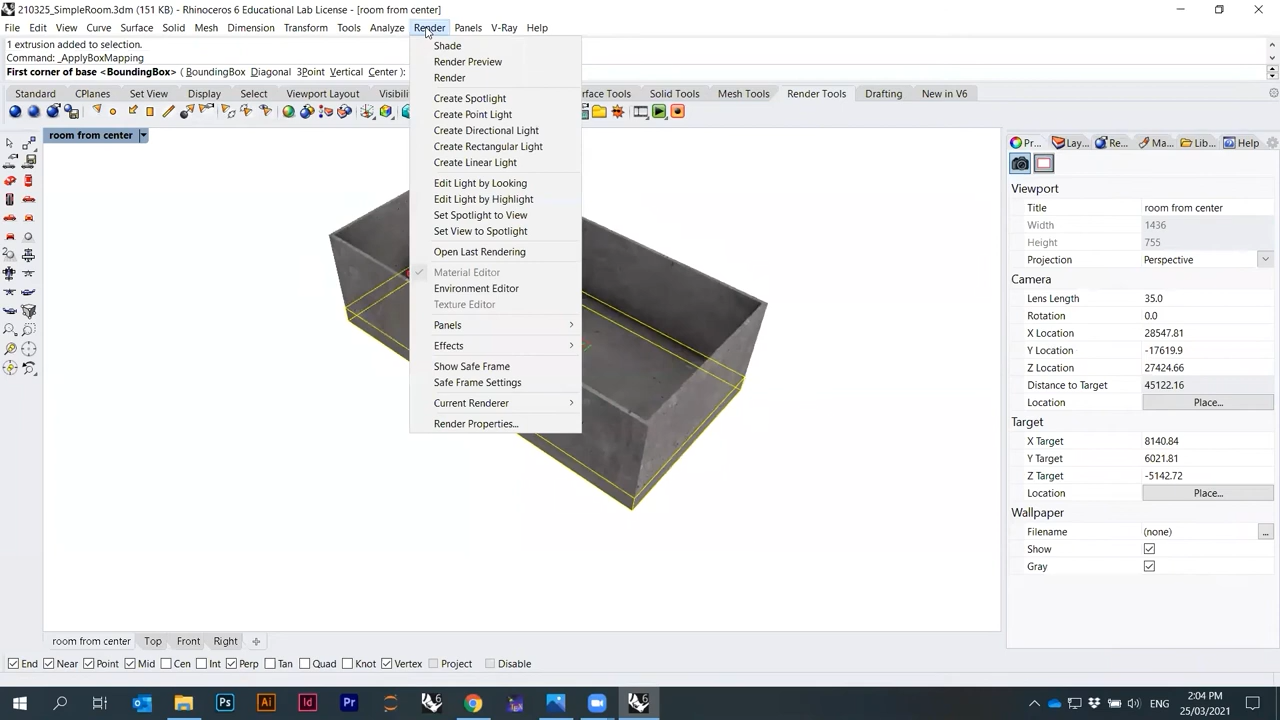 210325_SimpleRoom.3dm (151 KB) - Rhinoceros 6 Educational Lab License - [room from center]
File Edit View Curve Surface Solid Mesh Dimension Transform Tools Analyze Render Panels V-Ray Help
1 extrusion added to selection.
Command: _ApplyBoxMapping
First corner of base <BoundingBox> ( BoundingBox Diagonal 3Point Vertical Center ):
Standard CPlanes Set View Display Select Viewport Layout Visibili Tools Solid Tools Mesh Tools Render Tools Drafting New in V6
room from center
Shade
Render Preview
Render
Create Spotlight
Create Point Light
Create Directional Light
Create Rectangular Light
Create Linear Light
Edit Light by Looking
Edit Light by Highlight
Set Spotlight to View
Set View to Spotlight
Open Last Rendering
Material Editor
Environment Editor
Texture Editor
Panels
Effects
Show Safe Frame
Safe Frame Settings
Current Renderer
Render Properties...
Pr... Lay... Re... Ma... Lib... Help
Viewport
Title room from center
Width 1436
Height 755
Projection Perspective
Camera
Lens Length 35.0
Rotation 0.0
X Location 28547.81
Y Location -17619.9
Z Location 27424.66
Distance to Target 45122.16
Location Place...
Target
X Target 8140.84
Y Target 6021.81
Z Target -5142.72
Location Place...
Wallpaper
Filename (none) ...
Show
Gray
room from center Top Front Right
End Near Point Mid Cen Int Perp Tan Quad Knot Vertex Project Disable
Ps Ai Id Pr 6 6 ENG
2:04 PM
25/03/2021